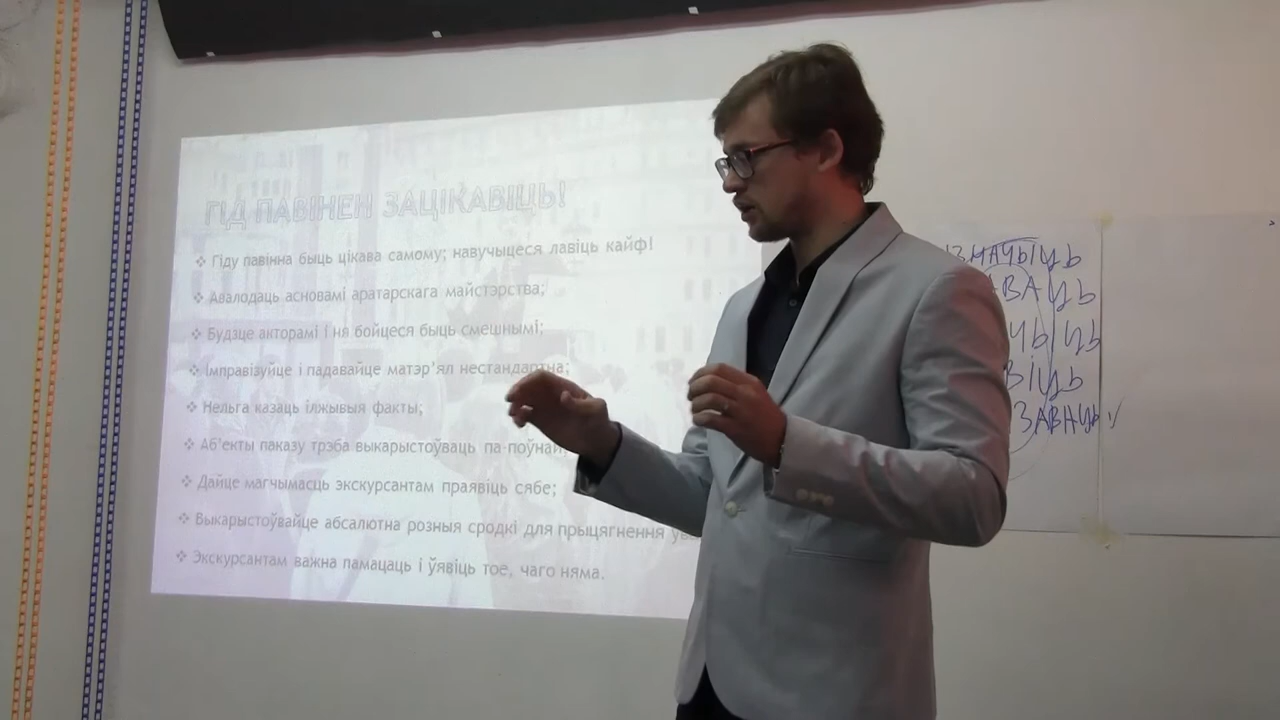 ГІД ПАВІНЕН ЗАЦІКАВІЦЬ!
Гіду павінна быць цікава самому; навучыцеся лавіць кайф!
Авалодаць асновамі аратарскага майстэрства;
Будзце акторамі і ня бойцеся быць смешнымі;
Імправізуйце і падавайце матэр'ял нестандартна;
Нельга казаць ілжывыя факты;
Аб'екты паказу трэба выкарыстоўваць па-поўнай;
Дайце магчымасць экскурсантам праявіць сябе;
Выкарыстоўвайце абсалютна розныя сродкі для прыцягнення
Экскурсантам важна памацаць і ўявіць тое, чаго няма.